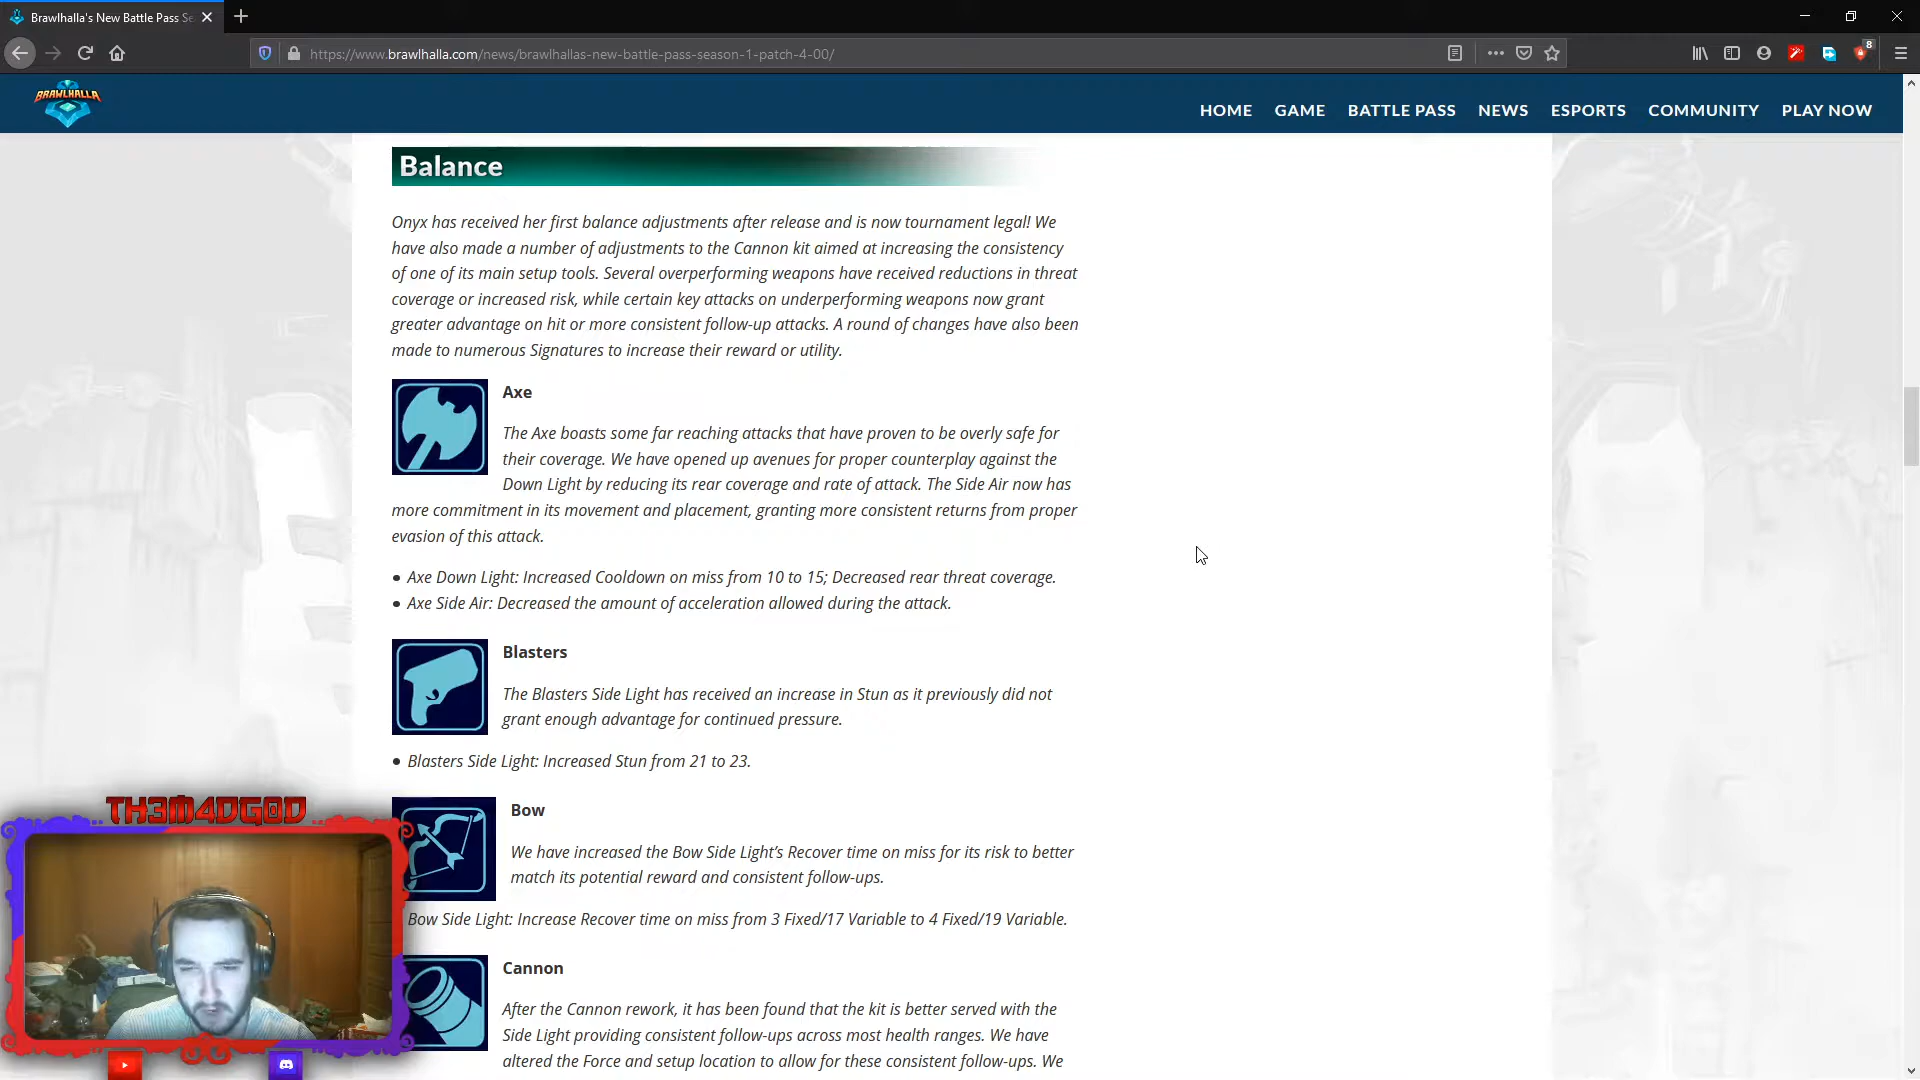 Brawlhalla's New Battle Pass Se
https://www.brawlhalla.com/news/brawlhallas-new-battle-pass-season-1-patch-4-00/
8
BRAWLHALLA
HOME GAME BATTLE PASS NEWS ESPORTS COMMUNITY PLAY NOW
Balance
Onyx has received her first balance adjustments after release and is now tournament legal! We
have also made a number of adjustments to the Cannon kit aimed at increasing the consistency
of one of its main setup tools. Several overperforming weapons have received reductions in threat
coverage or increased risk, while certain key attacks on underperforming weapons now grant
greater advantage on hit or more consistent follow-up attacks. A round of changes have also been
made to numerous Signatures to increase their reward or utility.
Axe
The Axe boasts some far reaching attacks that have proven to be overly safe for
their coverage. We have opened up avenues for proper counterplay against the
Down Light by reducing its rear coverage and rate of attack. The Side Air now has
more commitment in its movement and placement, granting more consistent returns from proper
evasion of this attack.
• Axe Down Light: Increased Cooldown on miss from 10 to 15; Decreased rear threat coverage.
• Axe Side Air: Decreased the amount of acceleration allowed during the attack.
Blasters
The Blasters Side Light has received an increase in Stun as it previously did not
grant enough advantage for continued pressure.
• Blasters Side Light: Increased Stun from 21 to 23.
Bow
We have increased the Bow Side Light's Recover time on miss for its risk to better
match its potential reward and consistent follow-ups.
Bow Side Light: Increase Recover time on miss from 3 Fixed/17 Variable to 4 Fixed/19 Variable.
Cannon
After the Cannon rework, it has been found that the kit is better served with the
Side Light providing consistent follow-ups across most health ranges. We have
altered the Force and setup location to allow for these consistent follow-ups. We
TH3M4DG0D